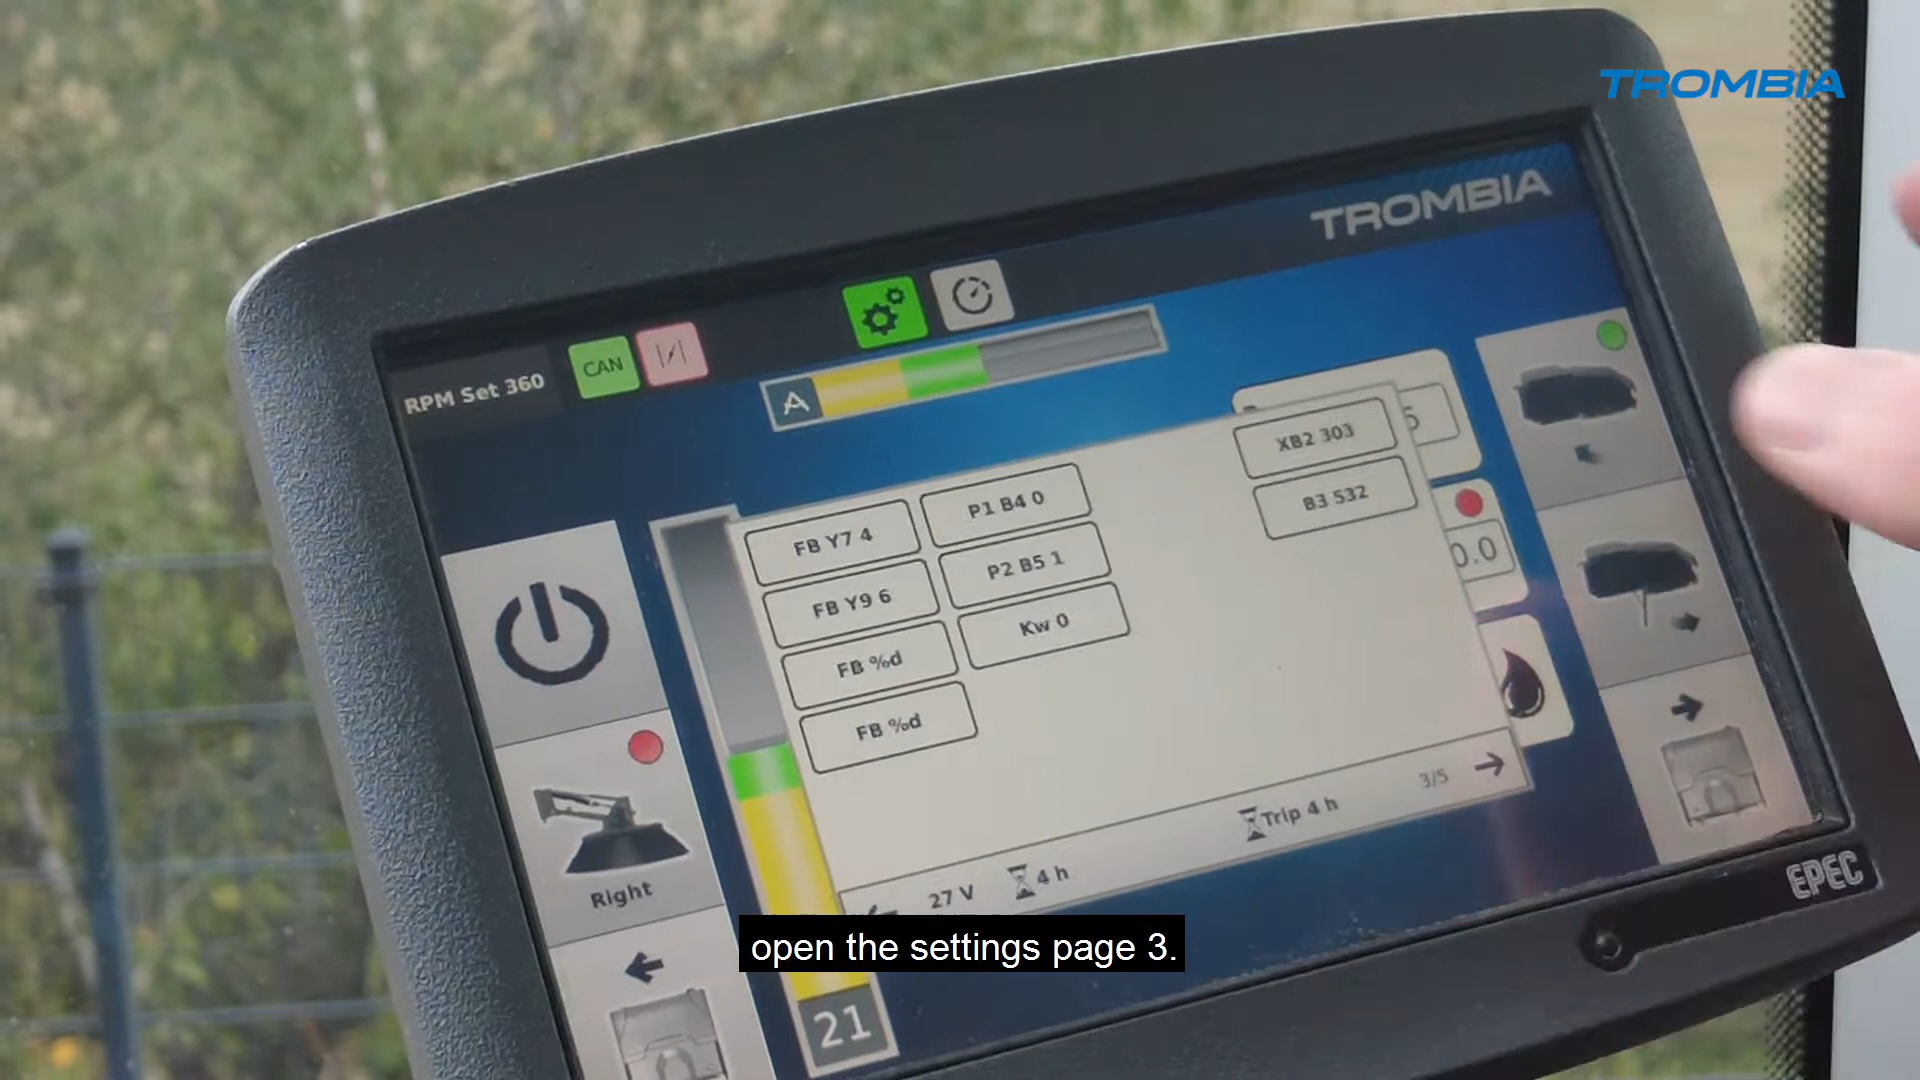 TROMBIA
TROMBIA
RPM Set 360
CAN
A
XB2 303
B3 532
P1 B4 0
FB Y7 4
P2 B5 1
FB Y9 6
Kw 0
FB %d
FB %d
5
0.0
Right
3/5
Trip 4 h
27 V
4 h
EPEC
open the settings page 3.
21